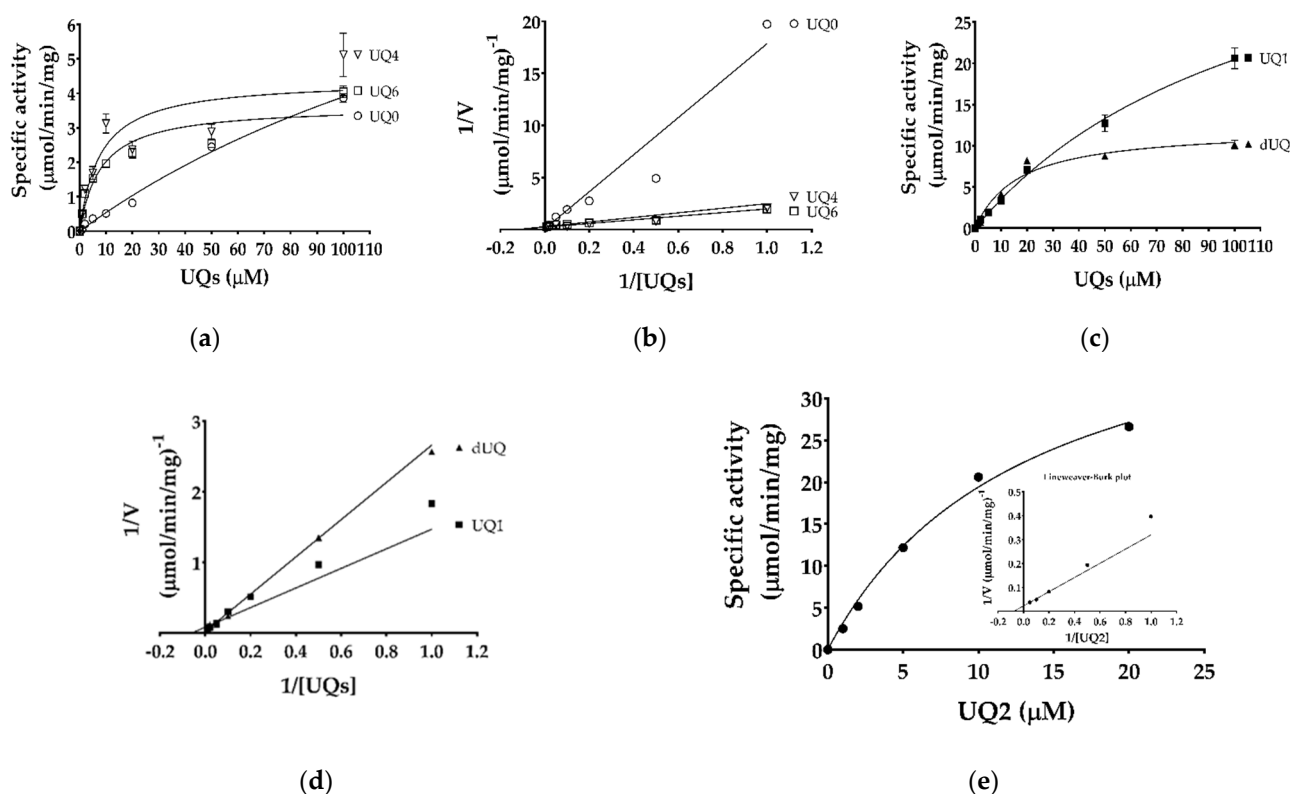 6
5
4
3
2
1
0
Specific activity
(μmol/min/mg)
0 10 20 30 40 50 60 70 80 90 100 110
UQs (μM)
UQ4
UQ6
UQ0
(a)
20
15
10
5
1/V
(μmol/min/mg)⁻¹
-0.2 0.0 0.2 0.4 0.6 0.8 1.0 1.2
1/[UQs]
UQ0
UQ4
UQ6
(b)
25
20
15
10
5
0
Specific activity
(μmol/min/mg)
0 10 20 30 40 50 60 70 80 90 100 110
UQs (μM)
UQ1
dUQ
(c)
3
2
1
1/V
(μmol/min/mg)⁻¹
-0.2 0.0 0.2 0.4 0.6 0.8 1.0 1.2
1/[UQs]
dUQ
UQ1
(d)
30
25
20
15
10
5
0
Specific activity
(μmol/min/mg)
0 5 10 15 20 25
UQ2 (μM)
Lineweaver-Burk plot
0.5
0.4
0.3
0.2
0.1
1/V (μmol/min/mg)⁻¹
-0.2 0.0 0.2 0.4 0.6 0.8 1.0 1.2
1/[UQ2]
(e)